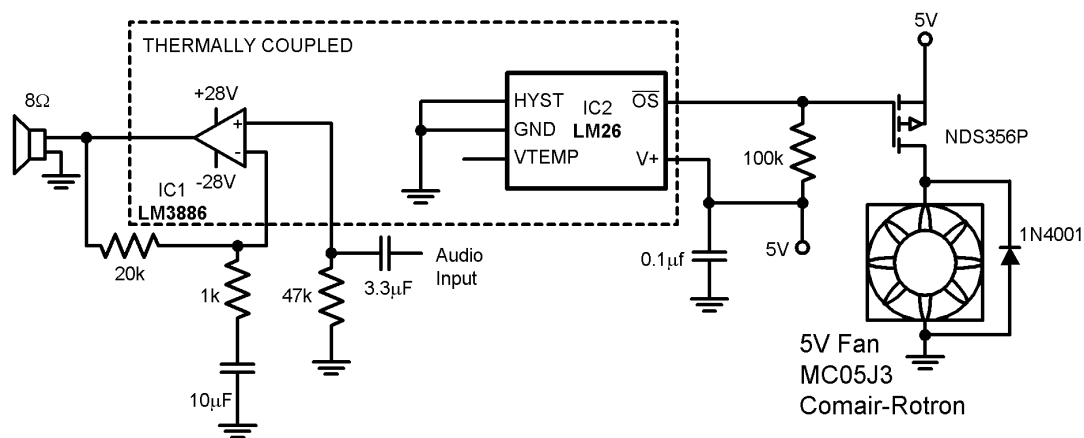 THERMALLY COUPLED
5V
8Ω
+28V
+
-
-28V
IC1
LM3886
HYST
GND
VTEMP
IC2
LM26
OS
V+
100k
NDS356P
20k
1k
47k
3.3μF
Audio
Input
0.1μf
5V
1N4001
10μF
5V Fan
MC05J3
Comair-Rotron